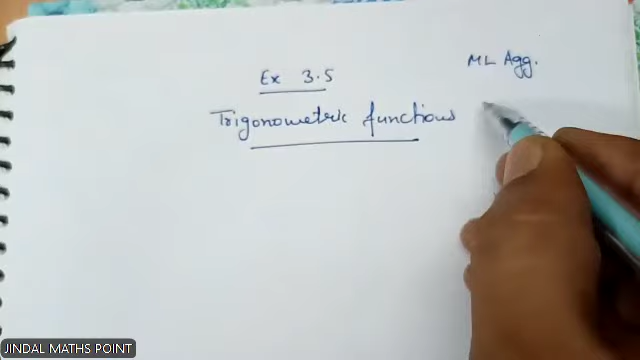 Ex 3.5
ML Agg.
Trigonometric functions
JINDAL MATHS POINT